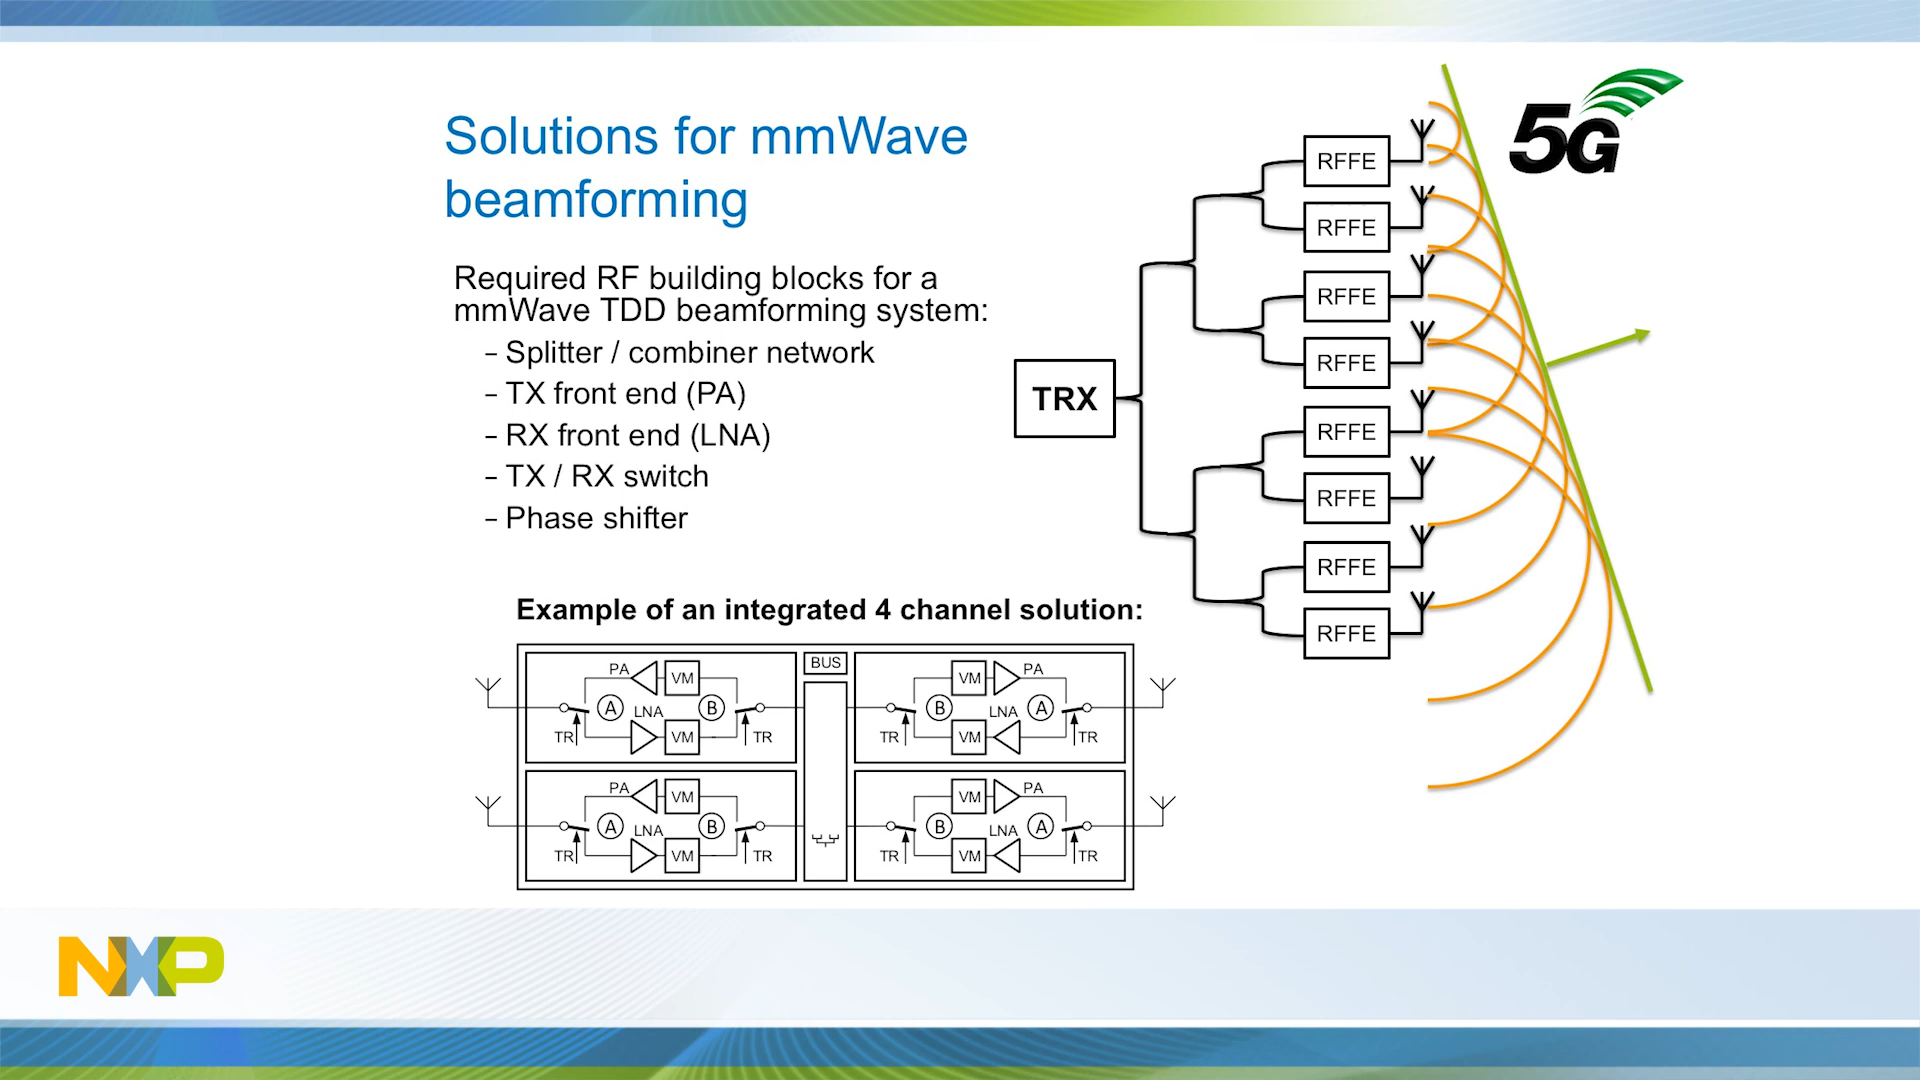 Solutions for mmWave
beamforming
Required RF building blocks for a
mmWave TDD beamforming system:
– Splitter / combiner network
– TX front end (PA)
– RX front end (LNA)
– TX / RX switch
– Phase shifter
5G
TRX
RFFE
RFFE
RFFE
RFFE
RFFE
RFFE
RFFE
RFFE
Example of an integrated 4 channel solution:
PA VM BUS VM PA
A LNA B B LNA A
TR VM TR TR VM TR
PA VM VM PA
A LNA B B LNA A
TR VM TR TR VM TR
NXP